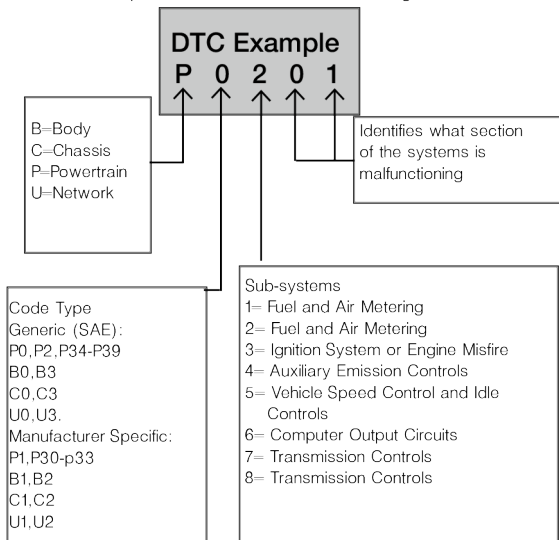 DTC Example
P 0 2 0 1
B=Body
C=Chassis
P=Powertrain
U=Network
Identifies what section
of the systems is
malfunctioning
Code Type
Generic (SAE):
P0,P2,P34-P39
B0,B3
C0,C3
U0,U3.
Manufacturer Specific:
P1,P30-p33
B1,B2
C1,C2
U1,U2
Sub-systems
1= Fuel and Air Metering
2= Fuel and Air Metering
3= Ignition System or Engine Misfire
4= Auxiliary Emission Controls
5= Vehicle Speed Control and Idle
Controls
6= Computer Output Circuits
7= Transmission Controls
8= Transmission Controls